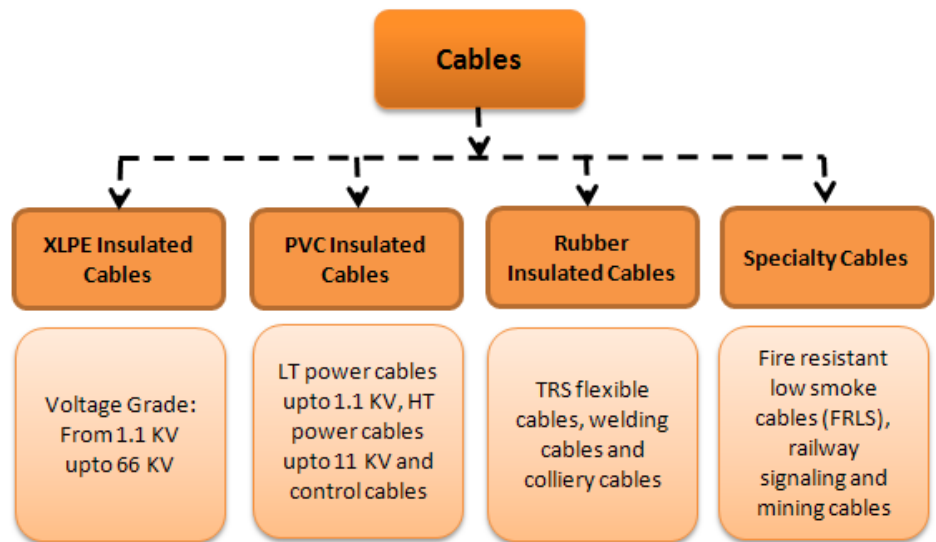 Cables
XLPE Insulated
Cables
PVC Insulated
Cables
Rubber
Insulated Cables
Specialty Cables
Voltage Grade:
From 1.1 KV
upto 66 KV
LT power cables
upto 1.1 KV, HT
power cables
upto 11 KV and
control cables
TRS flexible
cables, welding
cables and
colliery cables
Fire resistant
low smoke
cables (FRLS),
railway
signaling and
mining cables